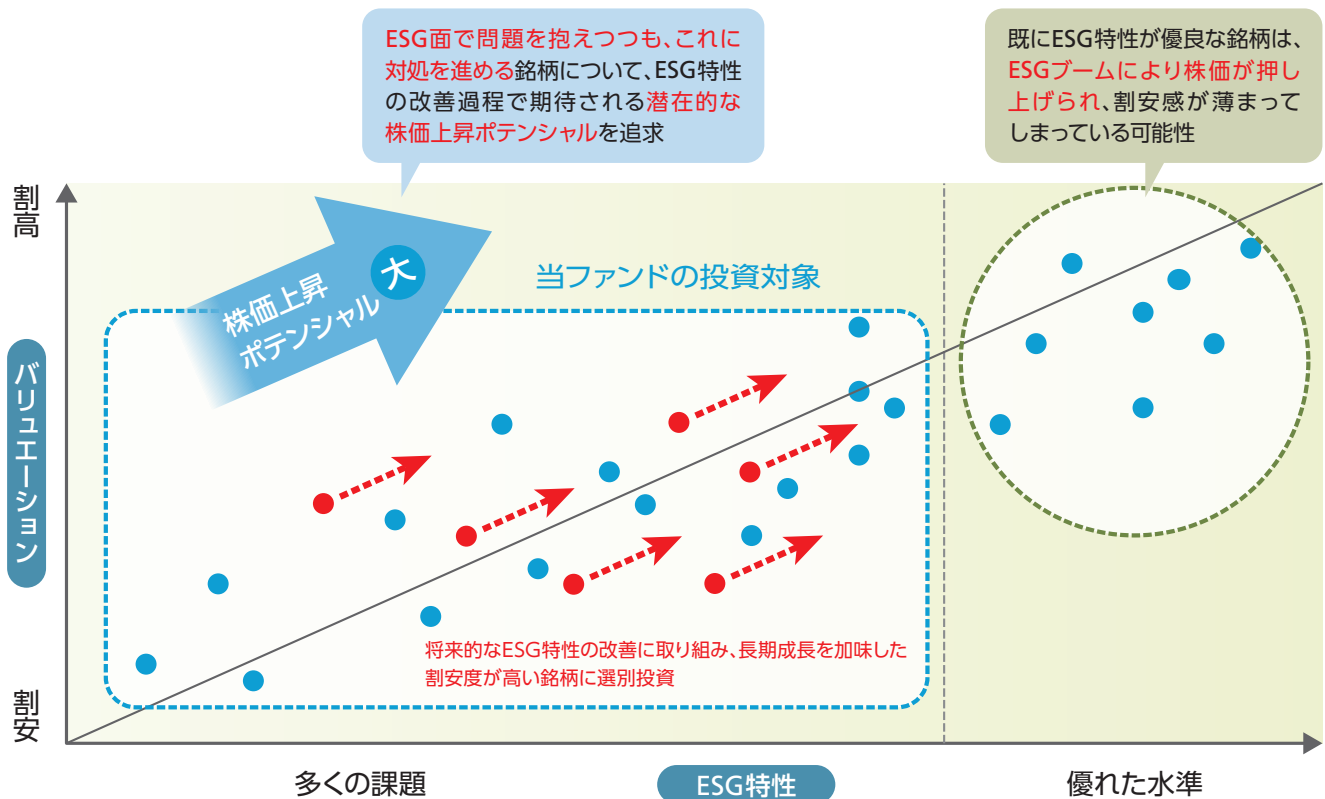 ESG面で問題を抱えつつも、これに
対処を進める銘柄について、ESG特性
の改善過程で期待される潜在的な
株価上昇ポテンシャルを追求
既にESG特性が優良な銘柄は、
ESGブームにより株価が押し
上げられ、割安感が薄まって
しまっている可能性
割高
株価上昇
ポテンシャル
大
当ファンドの投資対象
バリュエーション
将来的なESG特性の改善に取り組み、長期成長を加味した
割安度が高い銘柄に選別投資
割安
多くの課題
ESG特性
優れた水準